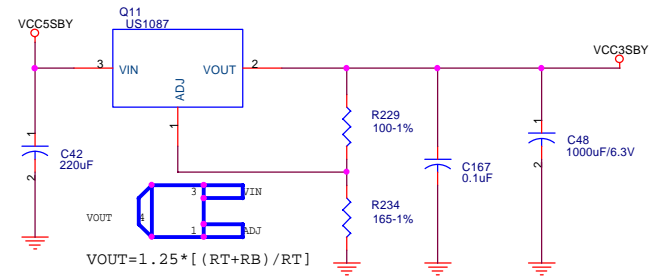 VCC5SBY
Q11
US1087
VCC3SBY
3
VIN
VOUT
2
ADJ
1
R229
100-1%
1
C42
220uF
2
C167
0.1uF
1
C48
1000uF/6.3V
2
R234
165-1%
3
VIN
VOUT
4
1
ADJ
VOUT=1.25*[(RT+RB)/RT]